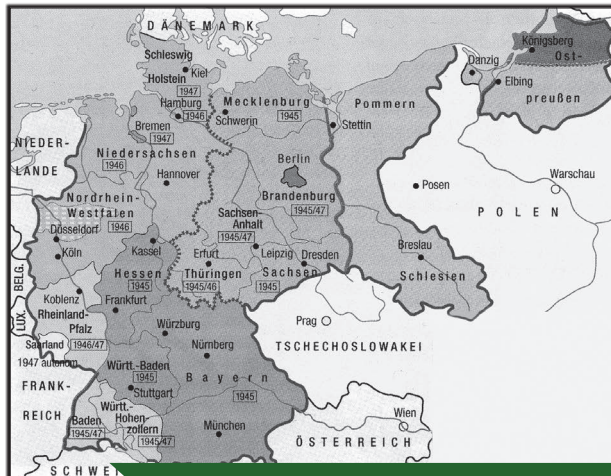 DÄNEMARK
Schleswig
Holstein
Kiel
1947
Hamburg
1946
Mecklenburg
1945
Schwerin
Bremen
1947
Niedersachsen
1946
Hannover
NIEDER-
LANDE
Nordrhein-
Westfalen
1946
Düsseldorf
Köln
BELG.
LUX.
Koblenz
Rheinland-
Pfalz
1946/47
Saarland
1947 autonom
FRANK-
REICH
Kassel
Hessen
1945
Frankfurt
Erfurt
Thüringen
1945/46
Sachsen-
Anhalt
1945/47
Leipzig
Dresden
Sachsen
1945
Berlin
Brandenburg
1945/47
Stettin
Pommern
Danzig
Königsberg
Ost-
preußen
Elbing
Posen
Warschau
POLEN
Breslau
Schlesien
Prag
TSCHECHOSLOWAKEI
Würzburg
Nürnberg
Bayern
1945
München
Württ.-Baden
1945
Stuttgart
Württ.-
Hohen-
zollern
1945/47
Baden
1945/47
Wien
ÖSTERREICH
SCHWEI